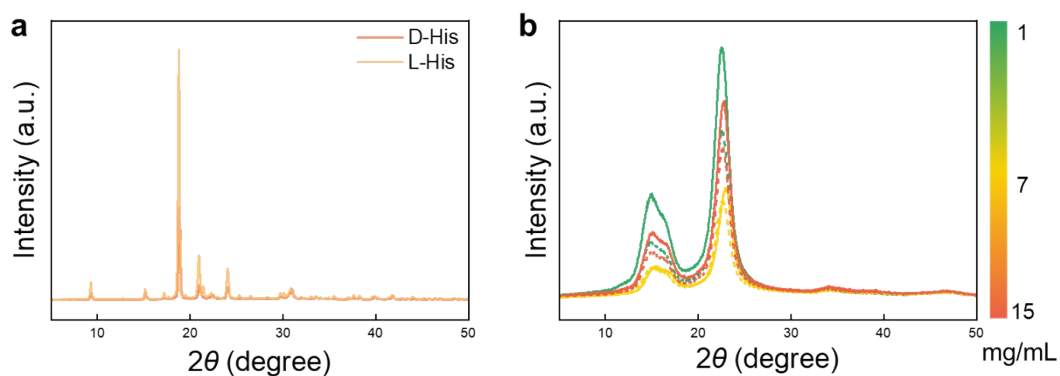 a
D-His
L-His
Intensity (a.u.)
10 20 30 40 50
2θ (degree)
b
Intensity (a.u.)
10 20 30 40 50
2θ (degree)
1
7
15
mg/mL